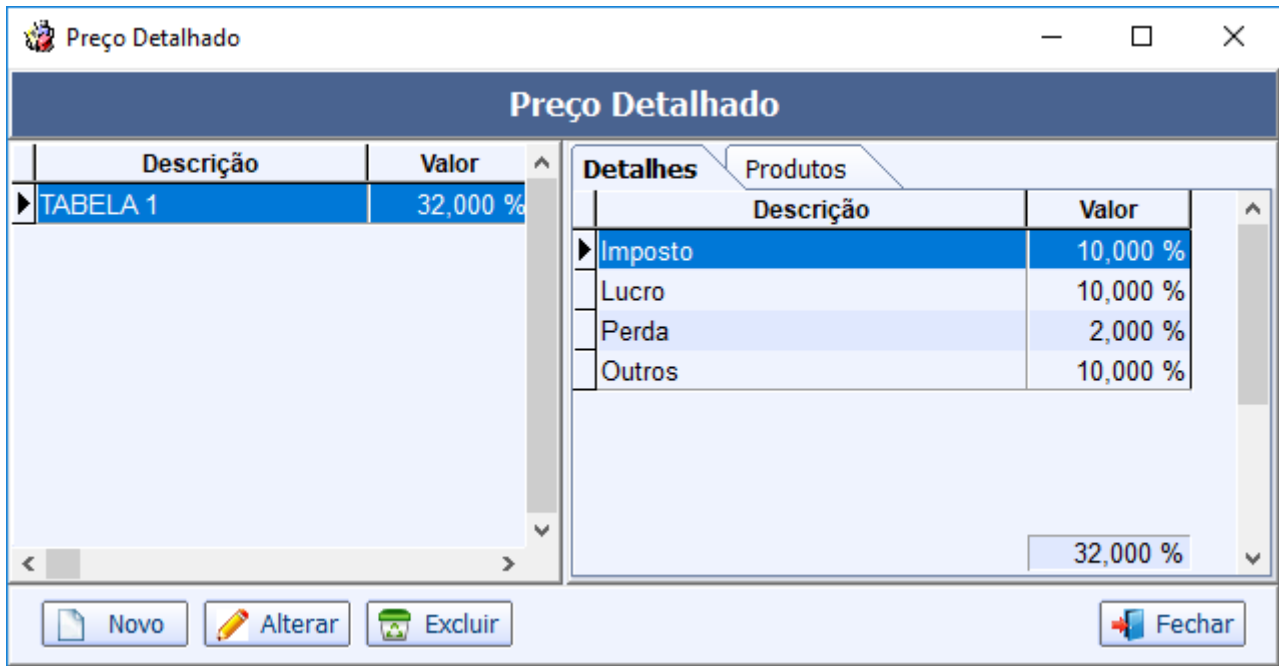 Preço Detalhado
Preço Detalhado
Descrição Valor
TABELA 1 32,000 %
Detalhes Produtos
Descrição Valor
Imposto 10,000 %
Lucro 10,000 %
Perda 2,000 %
Outros 10,000 %
32,000 %
Novo Alterar Excluir Fechar